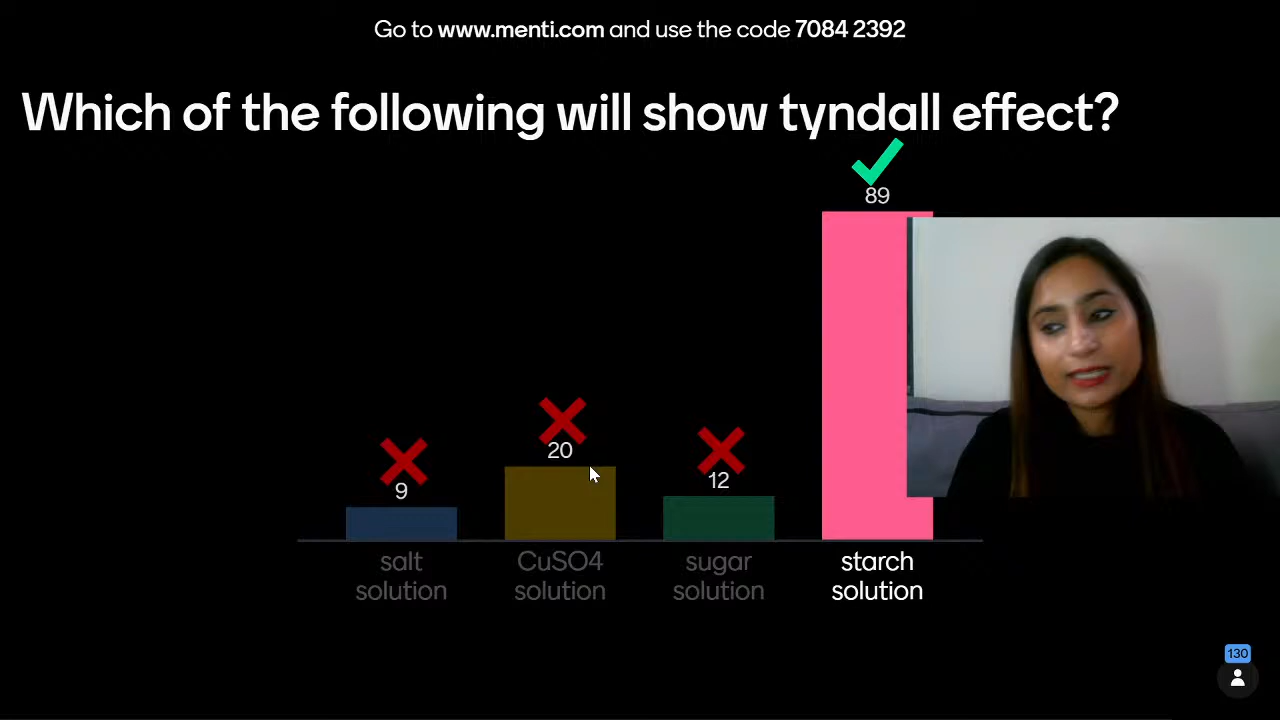 Go to www.menti.com and use the code 7084 2392
Which of the following will show tyndall effect?
89
20
12
9
salt
solution
CuSO4
solution
sugar
solution
starch
solution
130